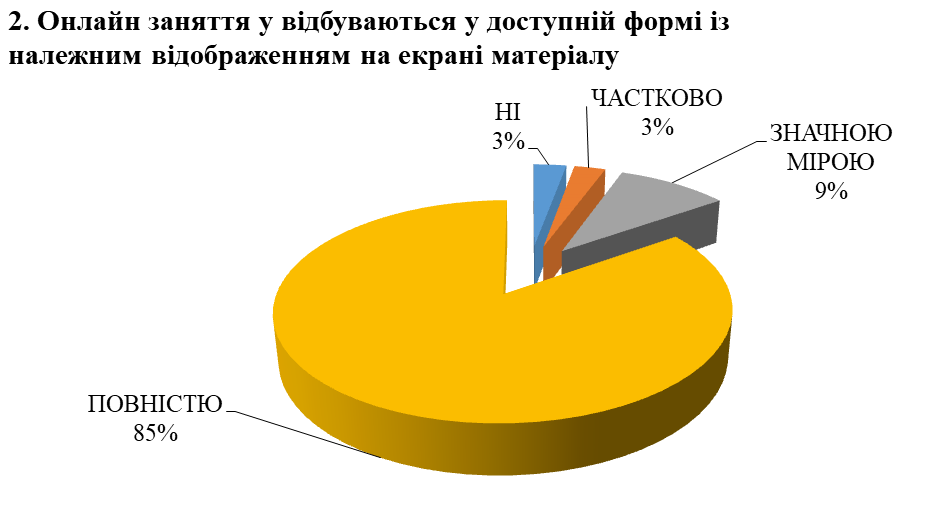 2. Онлайн заняття у відбуваються у доступній формі із
належним відображенням на екрані матеріалу
НІ
3%
ЧАСТКОВО
3%
ЗНАЧНОЮ
МІРОЮ
9%
ПОВНІСТЮ
85%